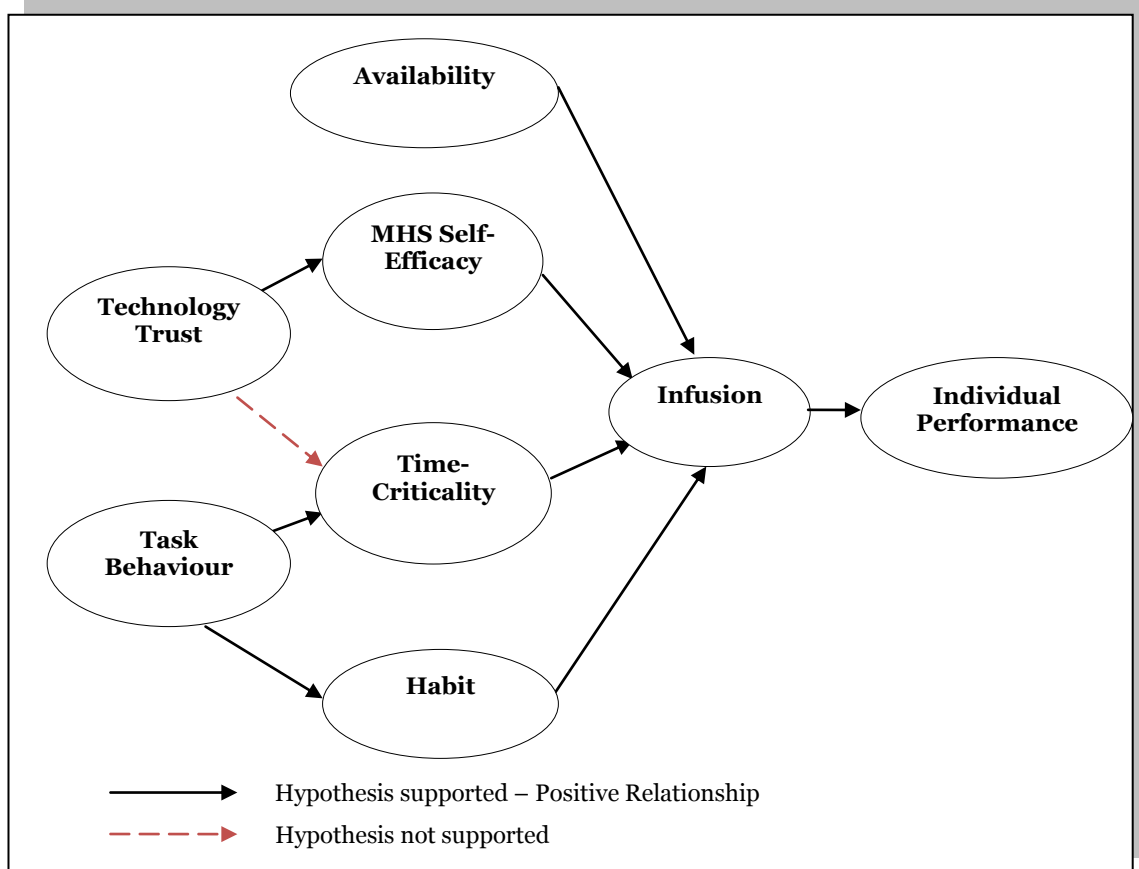 Availability
MHS Self-
Efficacy
Technology
Trust
Infusion
Individual
Performance
Time-
Criticality
Task
Behaviour
Habit
Hypothesis supported – Positive Relationship
Hypothesis not supported